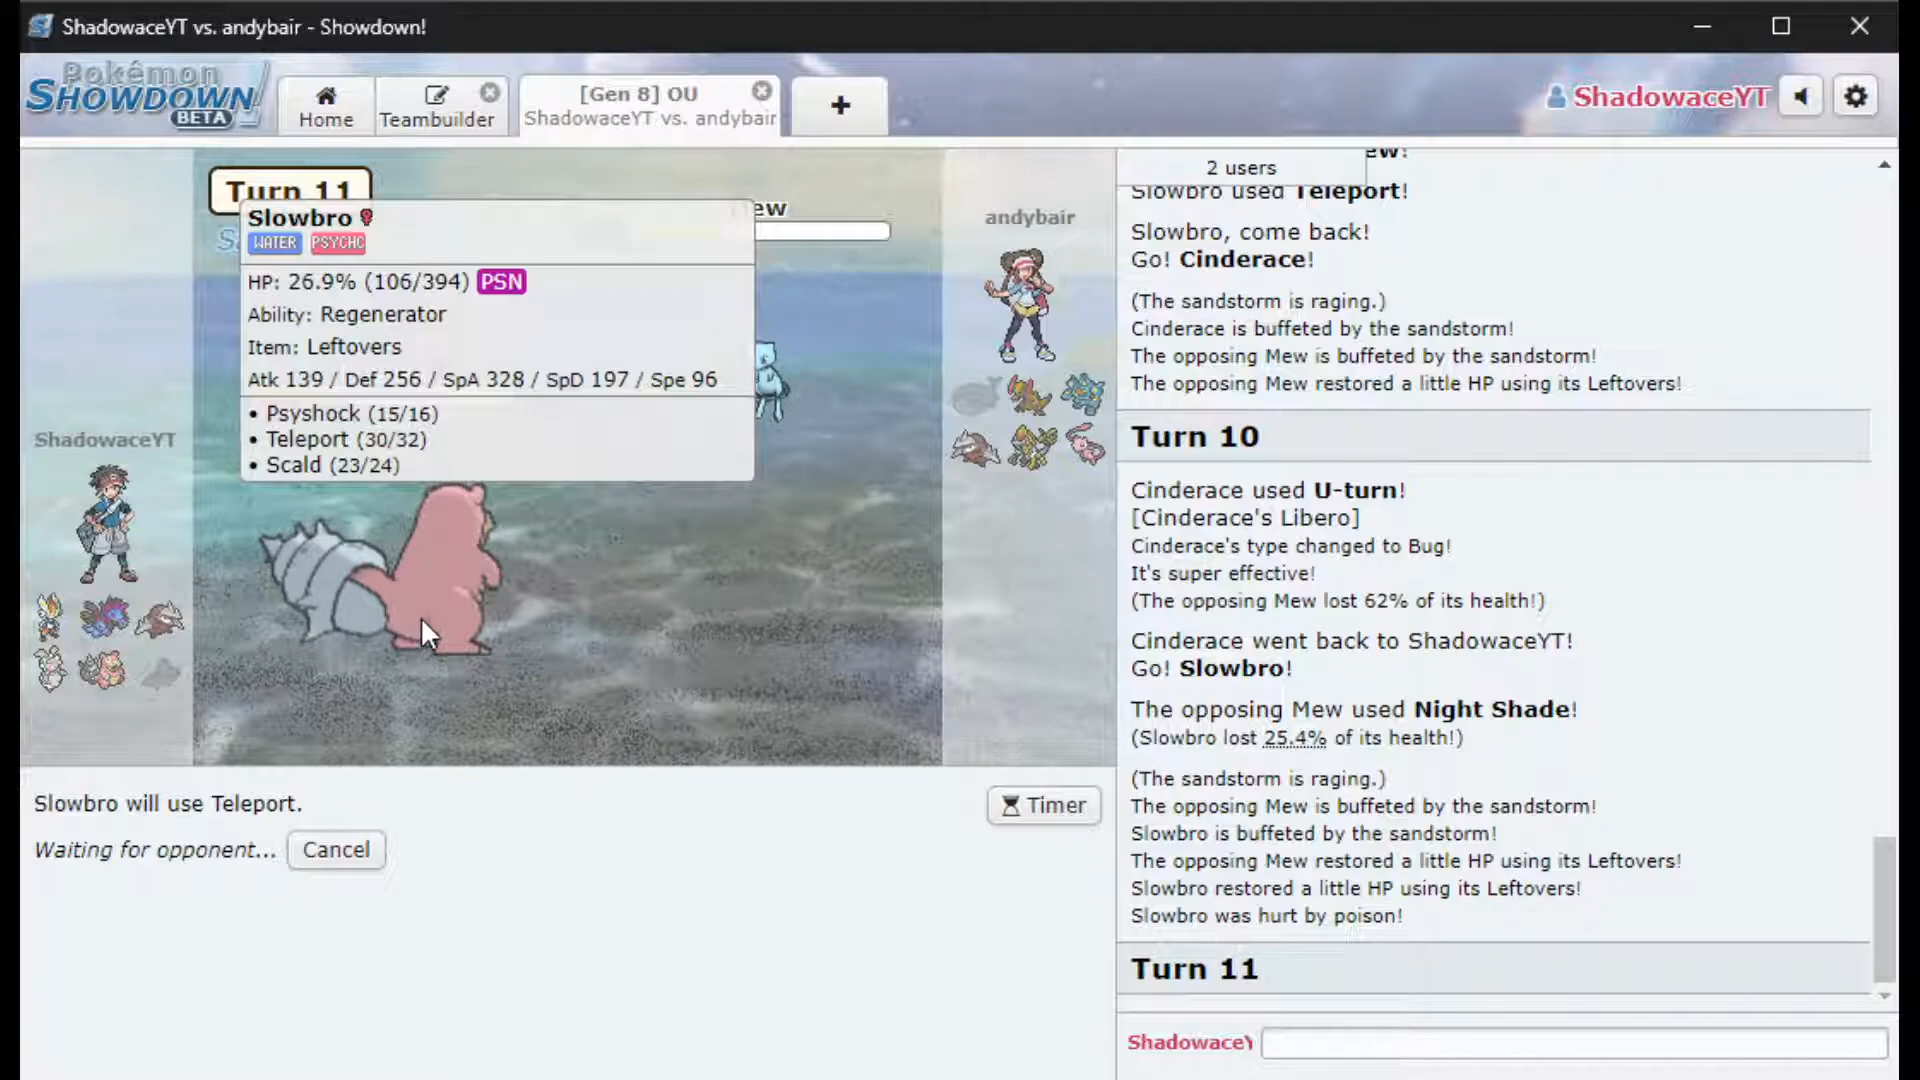 ShadowaceYT vs. andybair - Showdown!
Pokémon
SHOWDOWN
BETA
Home
Teambuilder
[Gen 8] OU
ShadowaceYT vs. andybair
ShadowaceYT
Turn 11
ew
Slowbro
WATER PSYCHC
HP: 26.9% (106/394) PSN
Ability: Regenerator
Item: Leftovers
Atk 139 / Def 256 / SpA 328 / SpD 197 / Spe 96
• Psyshock (15/16)
• Teleport (30/32)
• Scald (23/24)
ShadowaceYT
andybair
Slowbro will use Teleport.
Waiting for opponent... Cancel
Timer
2 users
ew!
Slowbro used Teleport!
Slowbro, come back!
Go! Cinderace!
(The sandstorm is raging.)
Cinderace is buffeted by the sandstorm!
The opposing Mew is buffeted by the sandstorm!
The opposing Mew restored a little HP using its Leftovers!
Turn 10
Cinderace used U-turn!
[Cinderace's Libero]
Cinderace's type changed to Bug!
It's super effective!
(The opposing Mew lost 62% of its health!)
Cinderace went back to ShadowaceYT!
Go! Slowbro!
The opposing Mew used Night Shade!
(Slowbro lost 25.4% of its health!)
(The sandstorm is raging.)
The opposing Mew is buffeted by the sandstorm!
Slowbro is buffeted by the sandstorm!
The opposing Mew restored a little HP using its Leftovers!
Slowbro restored a little HP using its Leftovers!
Slowbro was hurt by poison!
Turn 11
ShadowaceY